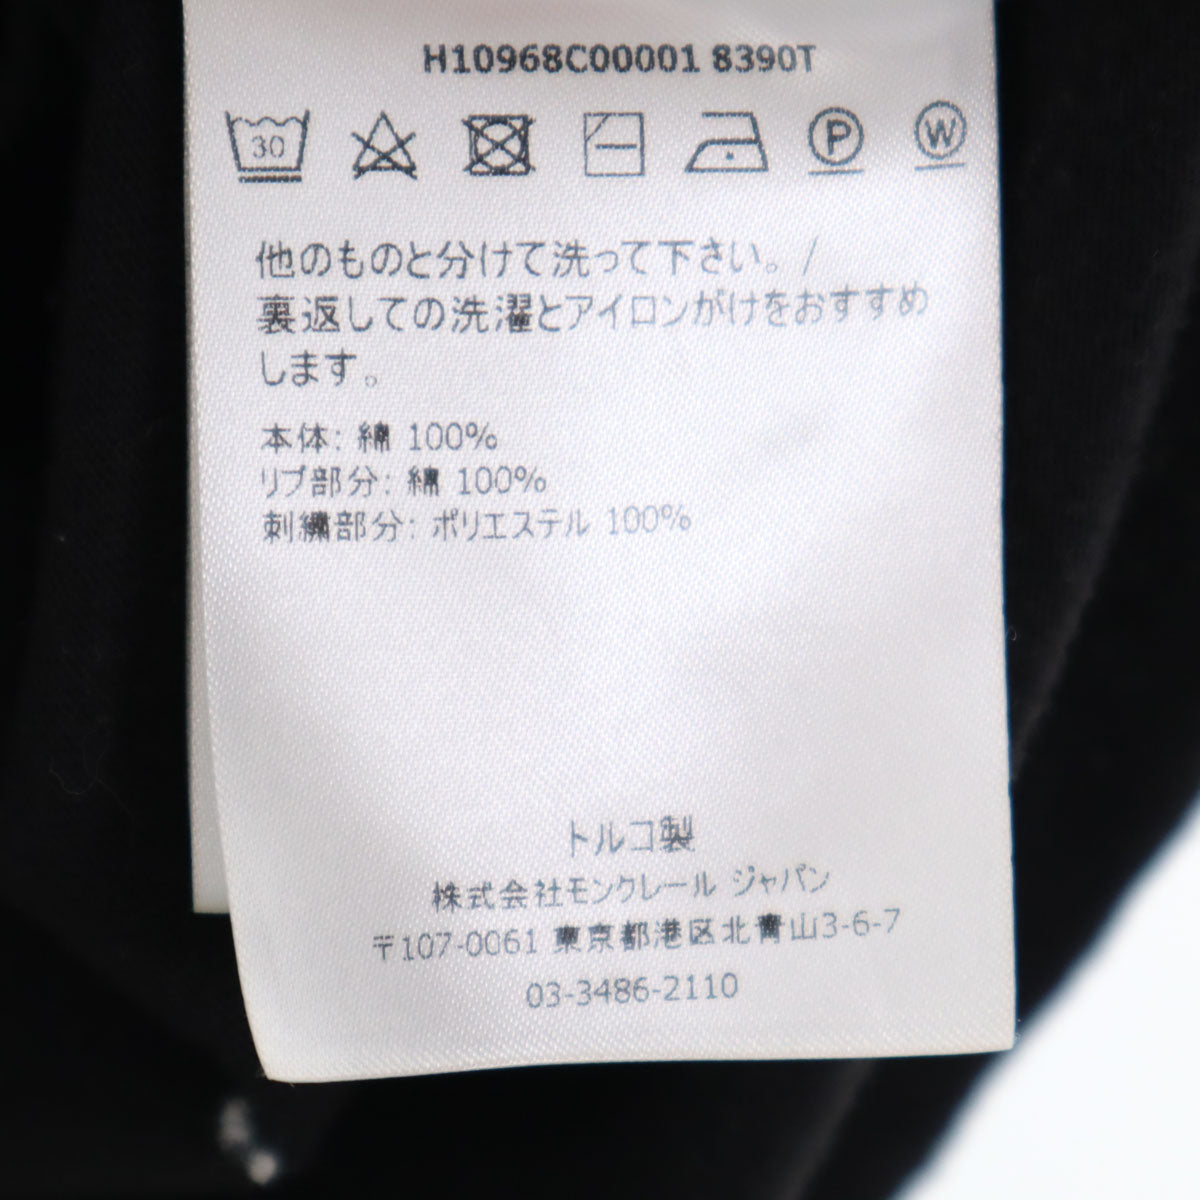 H10968C00001 8390T
30 P W
他のものと分けて洗って下さい。/
裏返しての洗濯とアイロンがけをおすすめ
します。
本体: 綿 100%
リブ部分: 綿 100%
刺繍部分: ポリエステル 100%
トルコ製
株式会社モンクレール ジャパン
〒107-0061 東京都港区北青山3-6-7
03-3486-2110